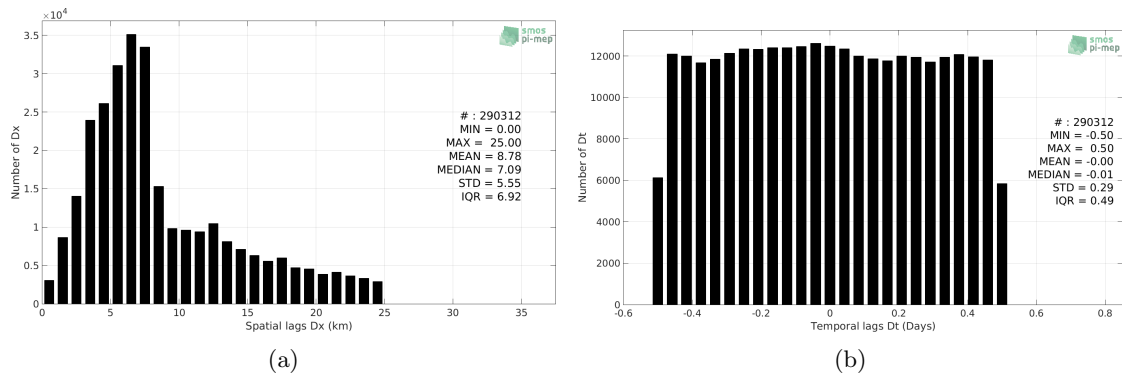 ×10^4
3.5
3
2.5
2
1.5
1
0.5
0
0 5 10 15 20 25 30 35
Number of Dx
Spatial lags Dx (km)
smos
pi-mep
# : 290312
MIN = 0.00
MAX = 25.00
MEAN = 8.78
MEDIAN = 7.09
STD = 5.55
IQR = 6.92
(a)
12000
10000
8000
6000
4000
2000
0
-0.6 -0.4 -0.2 0 0.2 0.4 0.6 0.8
Number of Dt
Temporal lags Dt (Days)
smos
pi-mep
# : 290312
MIN = -0.50
MAX = 0.50
MEAN = -0.00
MEDIAN = -0.01
STD = 0.29
IQR = 0.49
(b)